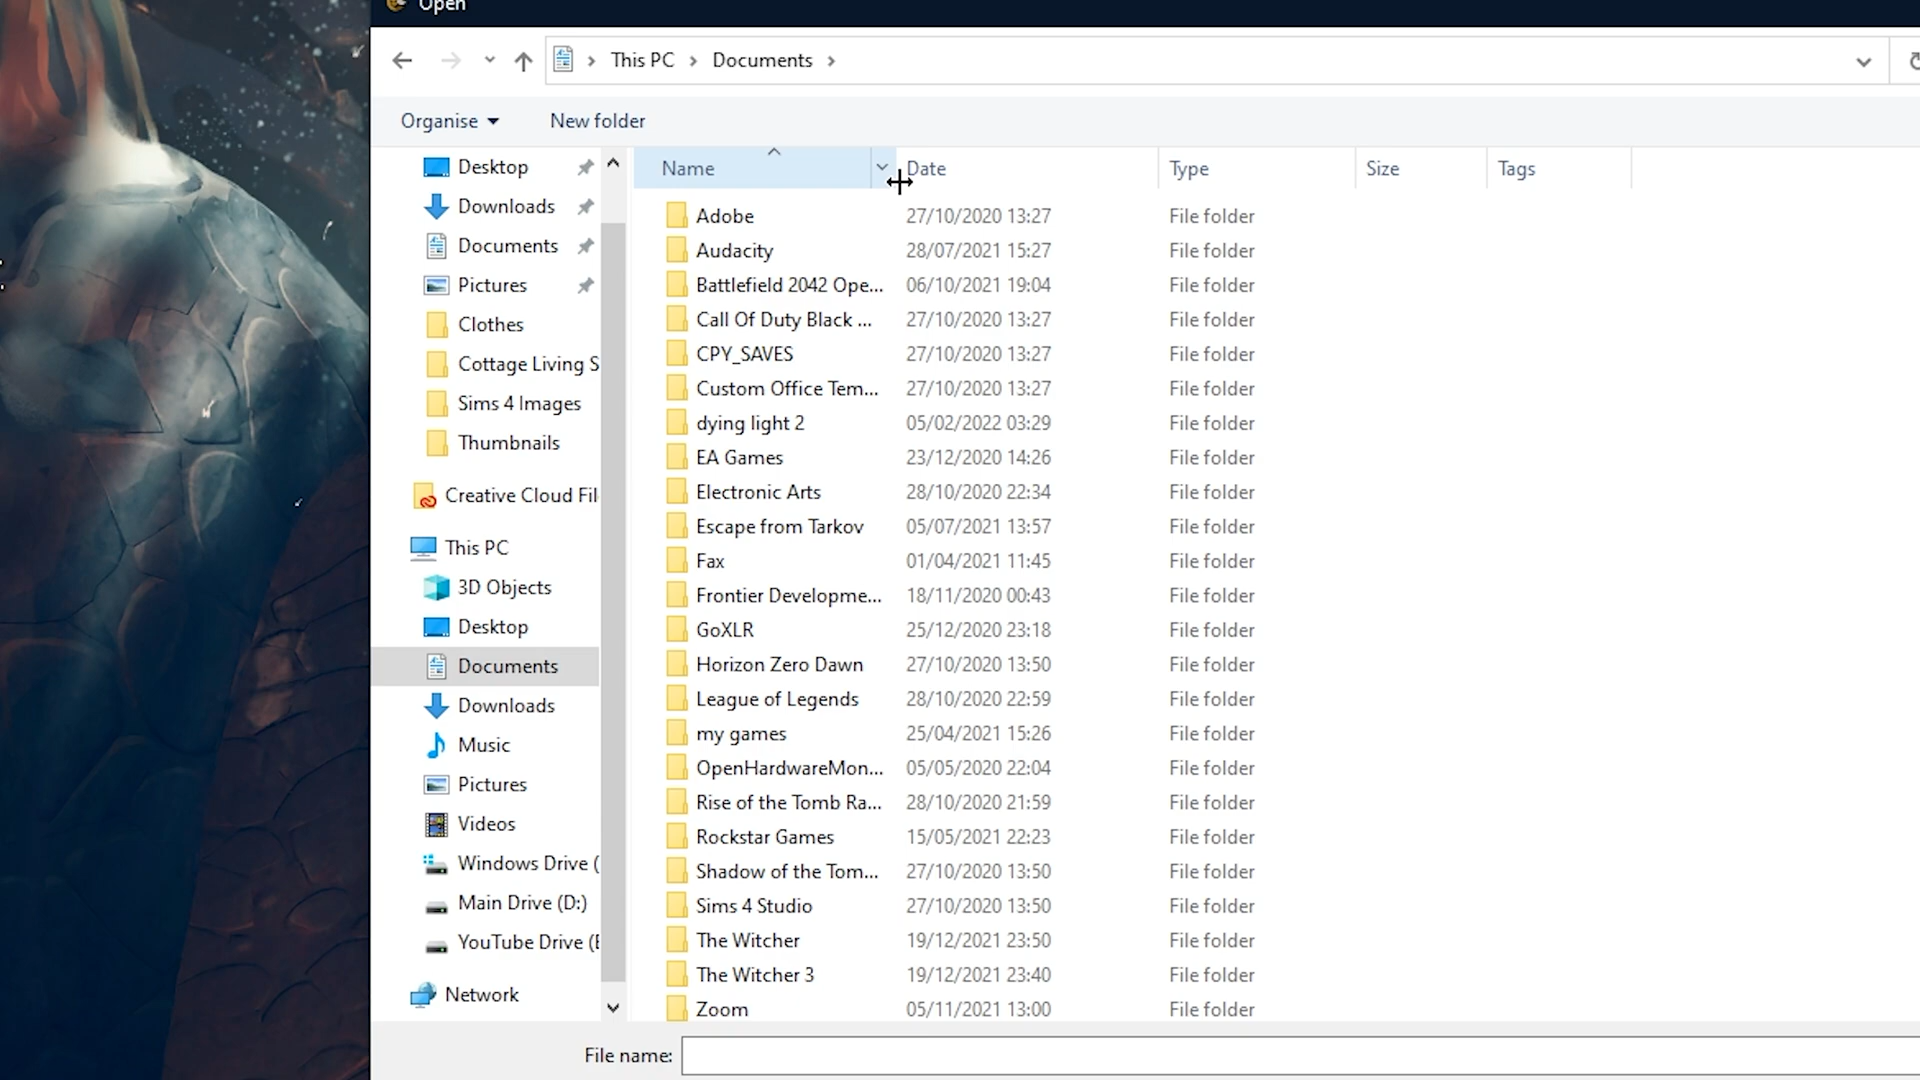 Open
This PC > Documents >
Organise New folder
Desktop
Downloads
Documents
Pictures
Clothes
Cottage Living S
Sims 4 Images
Thumbnails
Creative Cloud Fil
This PC
3D Objects
Desktop
Documents
Downloads
Music
Pictures
Videos
Windows Drive (
Main Drive (D:)
YouTube Drive (E
Network
Name Date Type Size Tags
Adobe 27/10/2020 13:27 File folder
Audacity 28/07/2021 15:27 File folder
Battlefield 2042 Ope... 06/10/2021 19:04 File folder
Call Of Duty Black ... 27/10/2020 13:27 File folder
CPY_SAVES 27/10/2020 13:27 File folder
Custom Office Tem... 27/10/2020 13:27 File folder
dying light 2 05/02/2022 03:29 File folder
EA Games 23/12/2020 14:26 File folder
Electronic Arts 28/10/2020 22:34 File folder
Escape from Tarkov 05/07/2021 13:57 File folder
Fax 01/04/2021 11:45 File folder
Frontier Developme... 18/11/2020 00:43 File folder
GoXLR 25/12/2020 23:18 File folder
Horizon Zero Dawn 27/10/2020 13:50 File folder
League of Legends 28/10/2020 22:59 File folder
my games 25/04/2021 15:26 File folder
OpenHardwareMon... 05/05/2020 22:04 File folder
Rise of the Tomb Ra... 28/10/2020 21:59 File folder
Rockstar Games 15/05/2021 22:23 File folder
Shadow of the Tom... 27/10/2020 13:50 File folder
Sims 4 Studio 27/10/2020 13:50 File folder
The Witcher 19/12/2021 23:50 File folder
The Witcher 3 19/12/2021 23:40 File folder
Zoom 05/11/2021 13:00 File folder
File name: